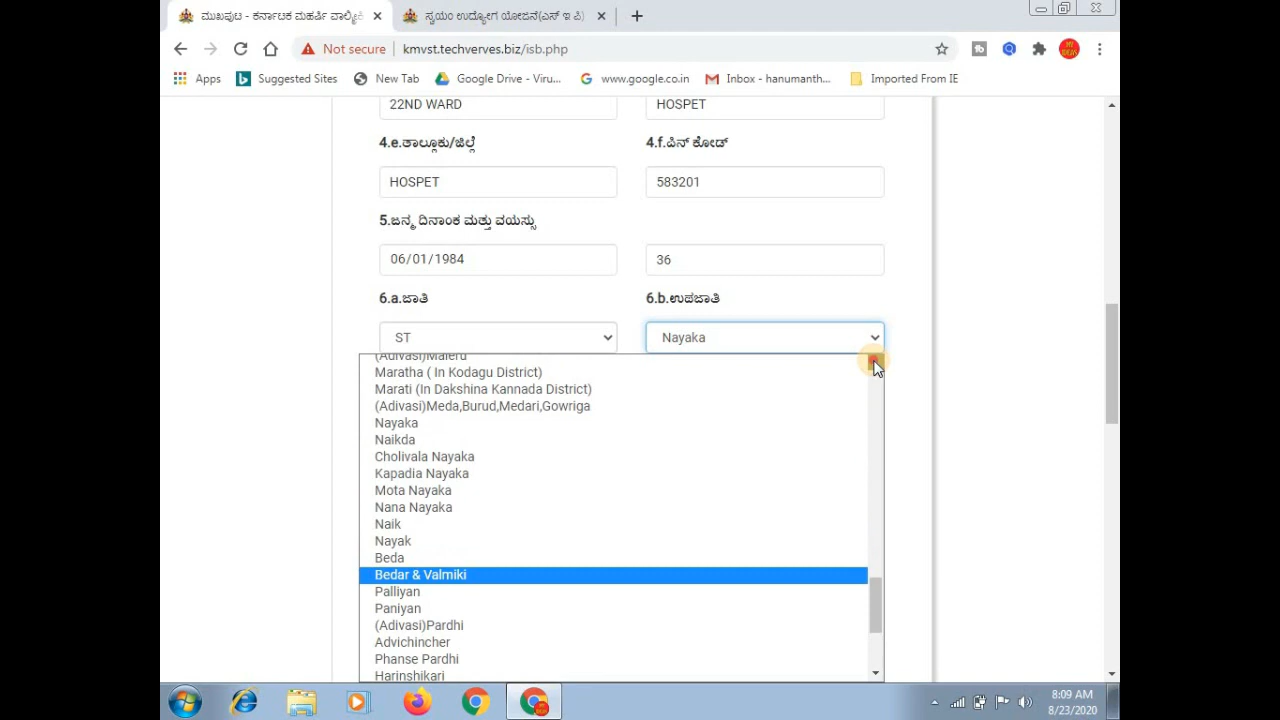 ಮುಖಪುಟ - ಕರ್ನಾಟಕ ಮಹರ್ಷಿ ವಾಲ್ಮೀಕಿ
ಸ್ವಯಂ ಉದ್ಯೋಗ ಯೋಜನೆ(ಎಸ್ ಇ ಪಿ)
Not secure
kmvst.techverves.biz/isb.php
Apps
Suggested Sites
New Tab
Google Drive - Viru...
www.google.co.in
Inbox - hanumanth...
Imported From IE
22ND WARD
HOSPET
4.e.ತಾಲ್ಲೂಕು/ಜಿಲ್ಲೆ
4.f.ಪಿನ್ ಕೋಡ್
HOSPET
583201
5.ಜನ್ಮ ದಿನಾಂಕ ಮತ್ತು ವಯಸ್ಸು
06/01/1984
36
6.a.ಜಾತಿ
6.b.ಉಪಜಾತಿ
ST
Nayaka
(Adivasi)Maleru
Maratha ( In Kodagu District)
Marati (In Dakshina Kannada District)
(Adivasi)Meda,Burud,Medari,Gowriga
Nayaka
Naikda
Cholivala Nayaka
Kapadia Nayaka
Mota Nayaka
Nana Nayaka
Naik
Nayak
Beda
Bedar & Valmiki
Palliyan
Paniyan
(Adivasi)Pardhi
Advichincher
Phanse Pardhi
Harinshikari
8:09 AM
8/23/2020